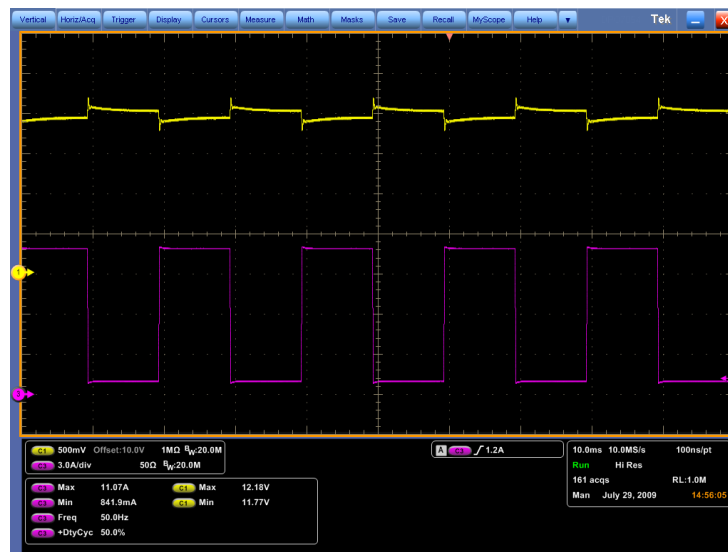 Vertical Horiz/Acq Trigger Display Cursors Measure Math Masks Save Recall MyScope Help Tek
1
3
C1 500mV Offset:10.0V 1MΩ BW:20.0M
C3 3.0A/div 50Ω BW:20.0M
A C3 1.2A
10.0ms 10.0MS/s 100ns/pt
Run Hi Res
161 acqs RL:1.0M
Man July 29, 2009 14:56:05
C3 Max 11.07A C1 Max 12.18V
C3 Min 841.9mA C1 Min 11.77V
C3 Freq 50.0Hz
C3 +DtyCyc 50.0%